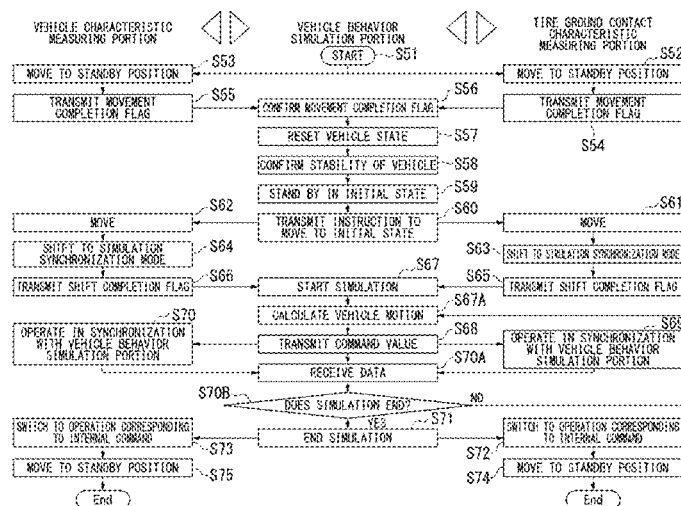 VEHICLE CHARACTERISTIC
MEASURING PORTION
VEHICLE BEHAVIOR
SIMULATION PORTION
TIRE GROUND CONTACT
CHARACTERISTIC
MEASURING PORTION
START
S51
S53
MOVE TO STANDBY POSITION
S52
MOVE TO STANDBY POSITION
S55
TRANSMIT MOVEMENT
COMPLETION FLAG
S56
CONFIRM MOVEMENT COMPLETION FLAG
TRANSMIT MOVEMENT
COMPLETION FLAG
S54
S57
RESET VEHICLE STATE
S58
CONFIRM STABILITY OF VEHICLE
S59
STAND BY IN INITIAL STATE
S62
MOVE
S60
TRANSMIT INSTRUCTION TO
MOVE TO INITIAL STATE
S61
MOVE
S64
SHIFT TO SIMULATION
SYNCHRONIZATION MODE
S63
SHIFT TO SIMULATION SYNCHRONIZATION MODE
S66
TRANSMIT SHIFT COMPLETION FLAG
S67
START SIMULATION
S65
TRANSMIT SHIFT COMPLETION FLAG
S67A
CALCULATE VEHICLE MOTION
S70
OPERATE IN SYNCHRONIZATION
WITH VEHICLE BEHAVIOR
SIMULATION PORTION
S68
TRANSMIT COMMAND VALUE
S69
OPERATE IN SYNCHRONIZATION
WITH VEHICLE BEHAVIOR
SIMULATION PORTION
S70A
RECEIVE DATA
S70B
DOES SIMULATION END?
NO
YES
S71
END SIMULATION
SWITCH TO OPERATION CORRESPONDING
TO INTERNAL COMMAND
S73
SWITCH TO OPERATION CORRESPONDING
TO INTERNAL COMMAND
S72
MOVE TO STANDBY POSITION
S75
MOVE TO STANDBY POSITION
S74
End
End